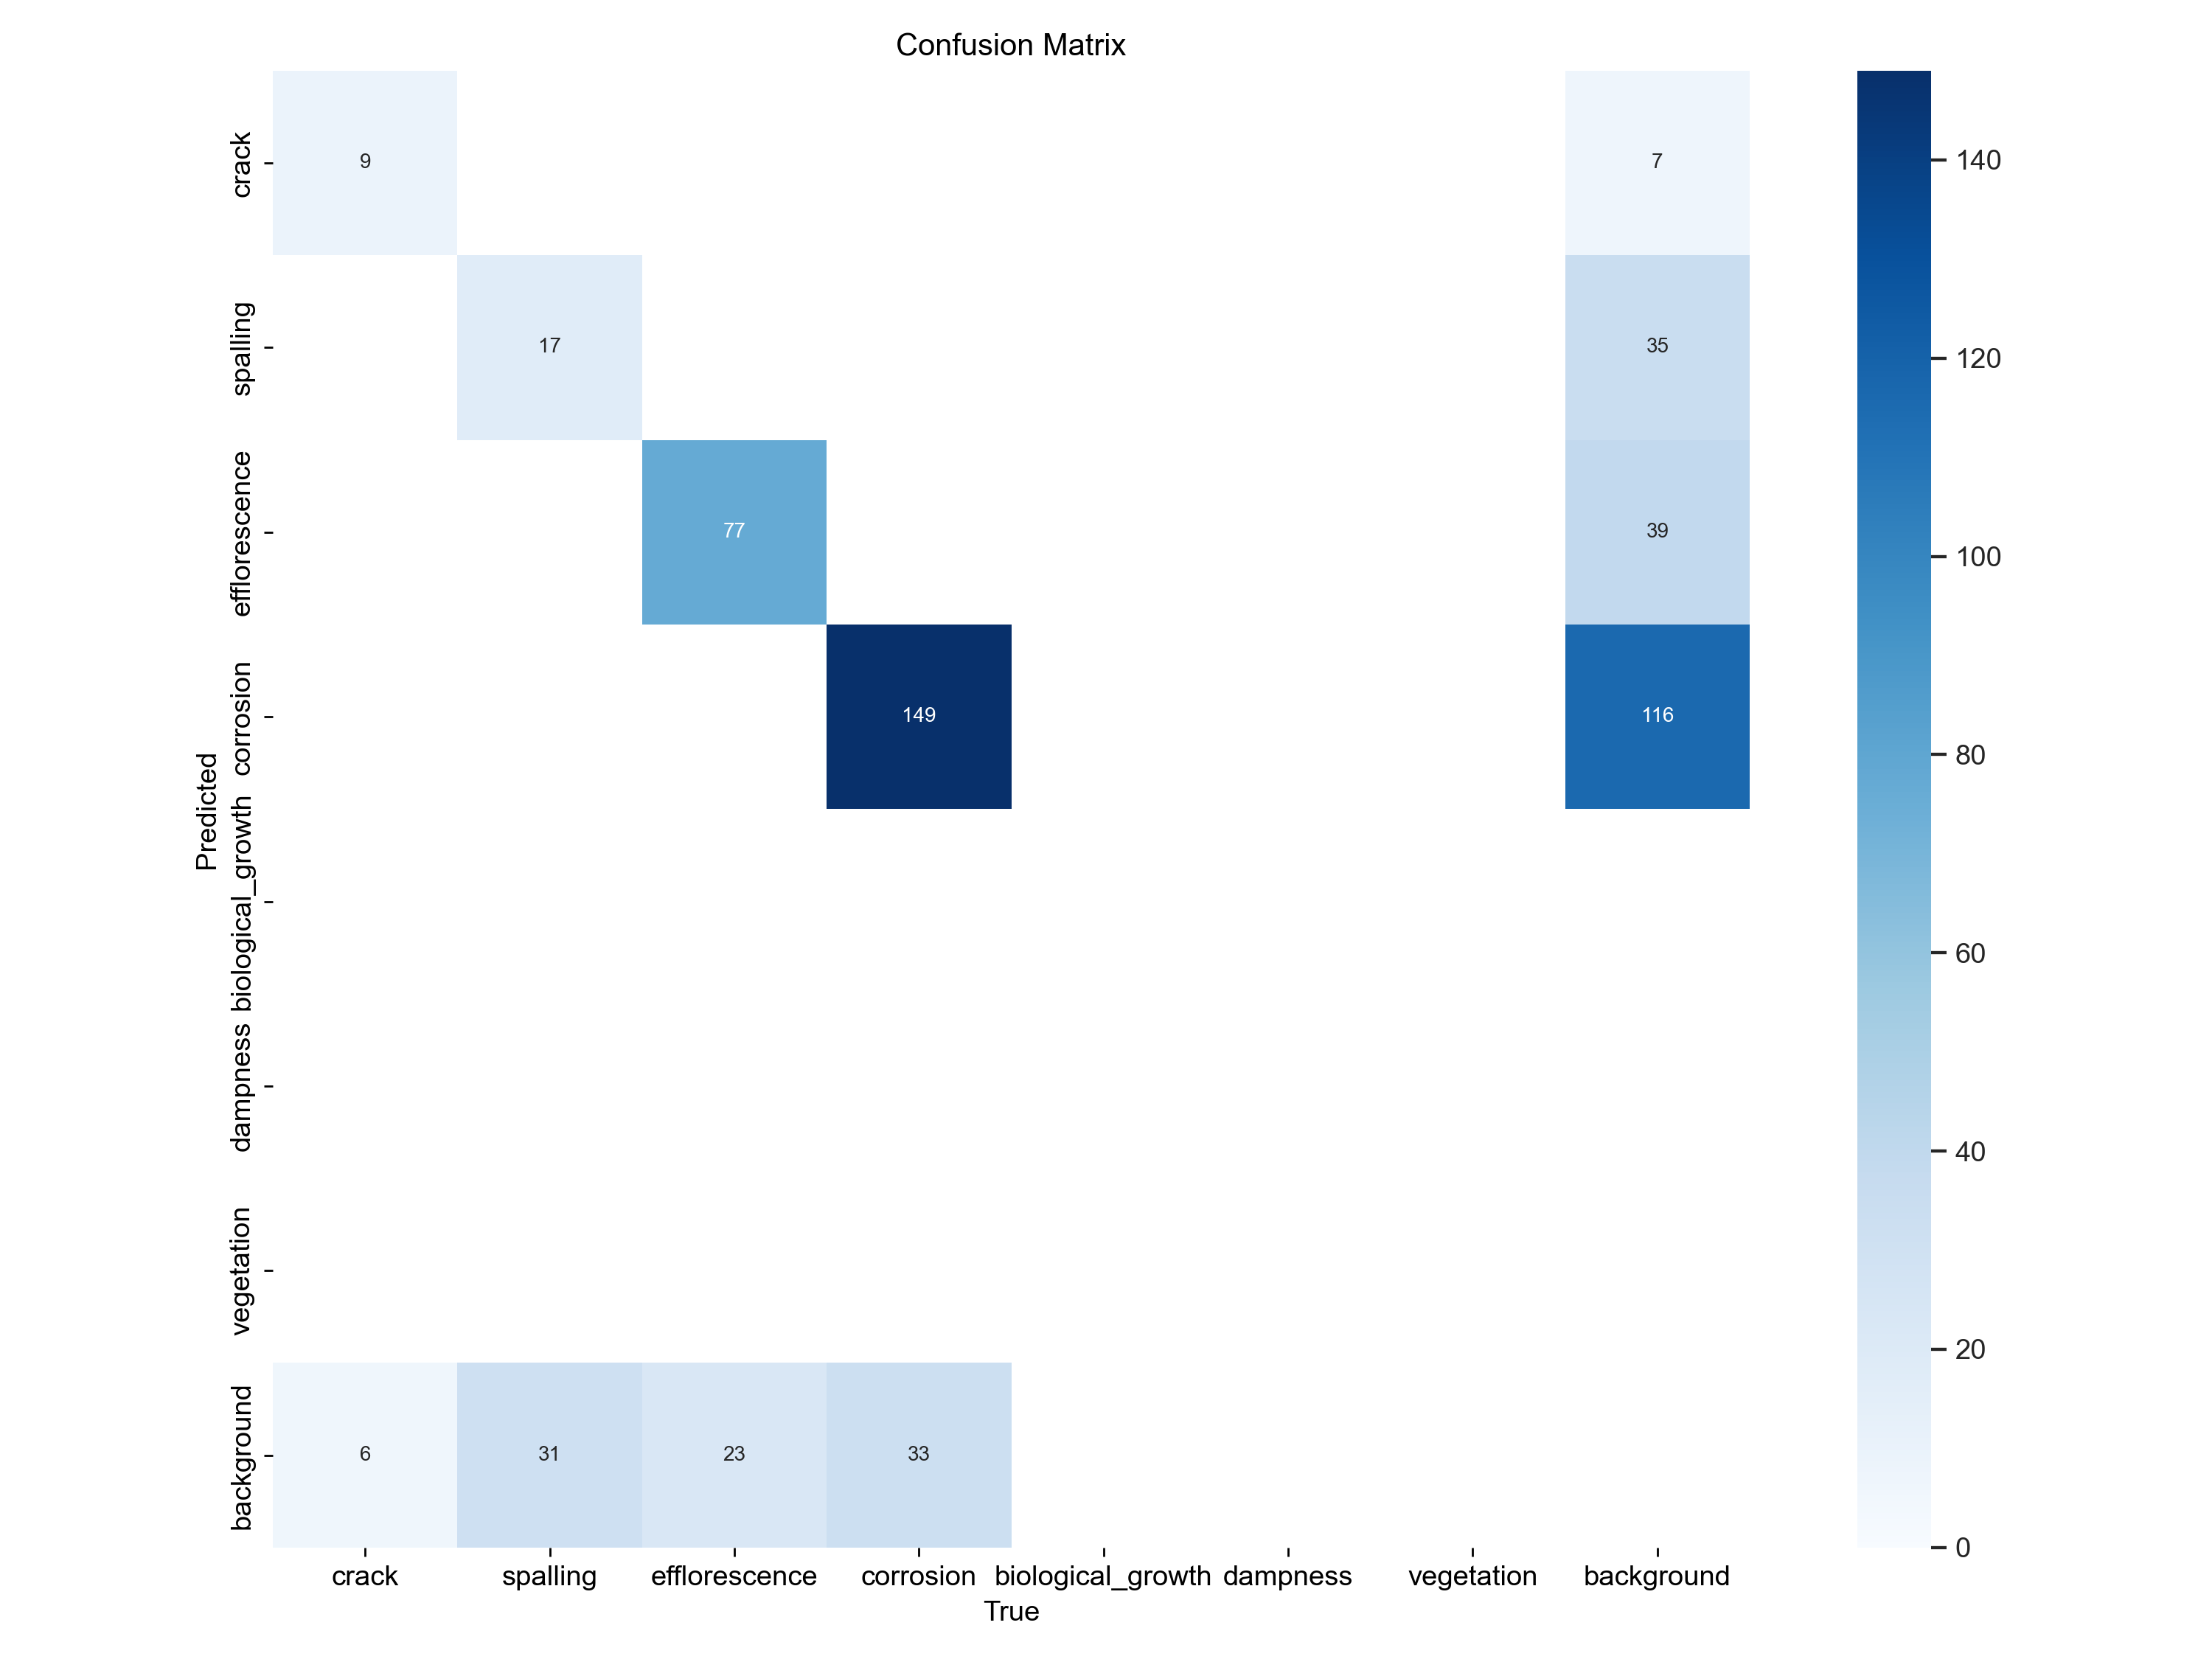 Confusion Matrix
crack
9
7
140
spalling
17
35
120
efflorescence
77
39
100
corrosion
149
116
80
Predicted
biological_growth
60
dampness
40
vegetation
20
background
6
31
23
33
0
crack
spalling
efflorescence
corrosion
biological_growth
dampness
vegetation
background
True